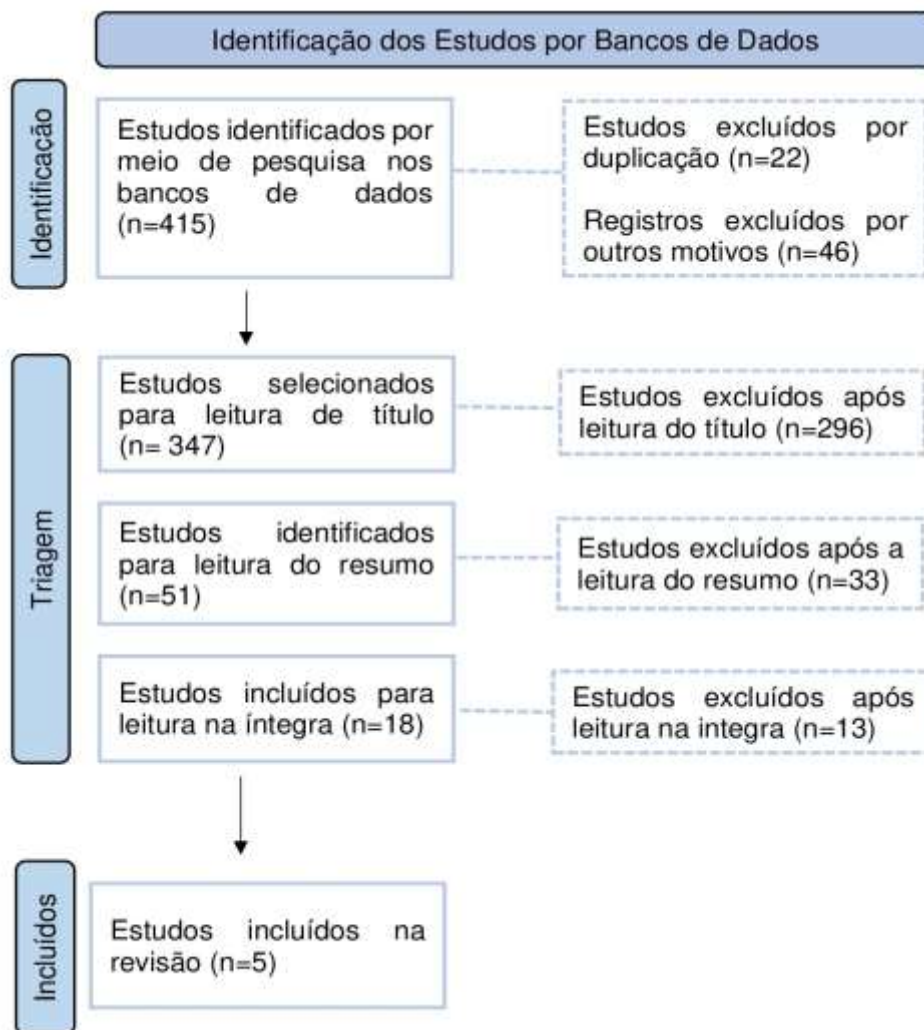 Identificação dos Estudos por Bancos de Dados
Identificação
Estudos identificados por
meio de pesquisa nos
bancos de dados
(n=415)
Estudos excluídos por
duplicação (n=22)
Registros excluídos por
outros motivos (n=46)
Triagem
Estudos selecionados
para leitura de título
(n= 347)
Estudos excluídos após
leitura do título (n=296)
Estudos identificados
para leitura do resumo
(n=51)
Estudos excluídos após a
leitura do resumo (n=33)
Estudos incluídos para
leitura na íntegra (n=18)
Estudos excluídos após
leitura na integra (n=13)
Incluídos
Estudos incluídos na
revisão (n=5)